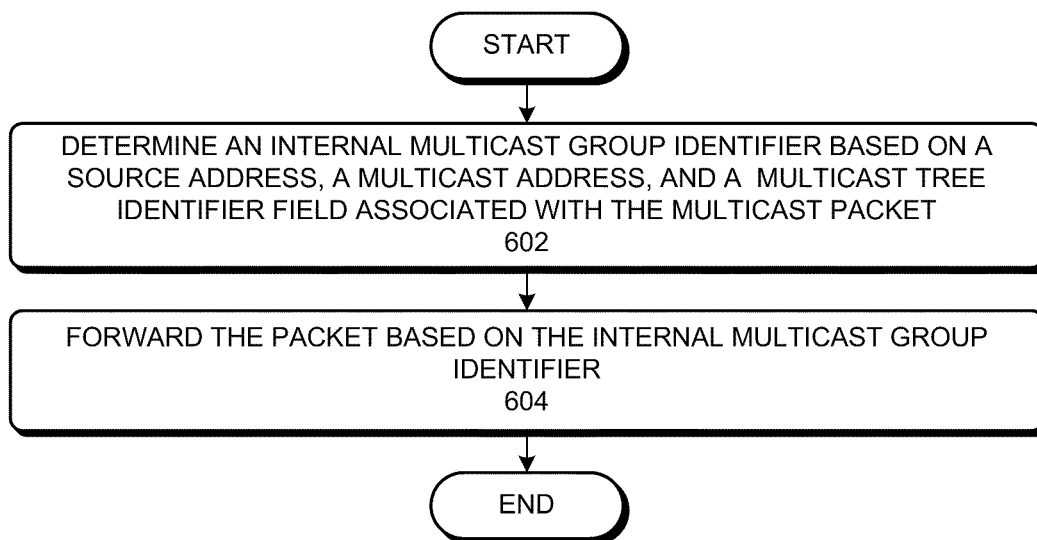 START
DETERMINE AN INTERNAL MULTICAST GROUP IDENTIFIER BASED ON A
SOURCE ADDRESS, A MULTICAST ADDRESS, AND A MULTICAST TREE
IDENTIFIER FIELD ASSOCIATED WITH THE MULTICAST PACKET
602
FORWARD THE PACKET BASED ON THE INTERNAL MULTICAST GROUP
IDENTIFIER
604
END